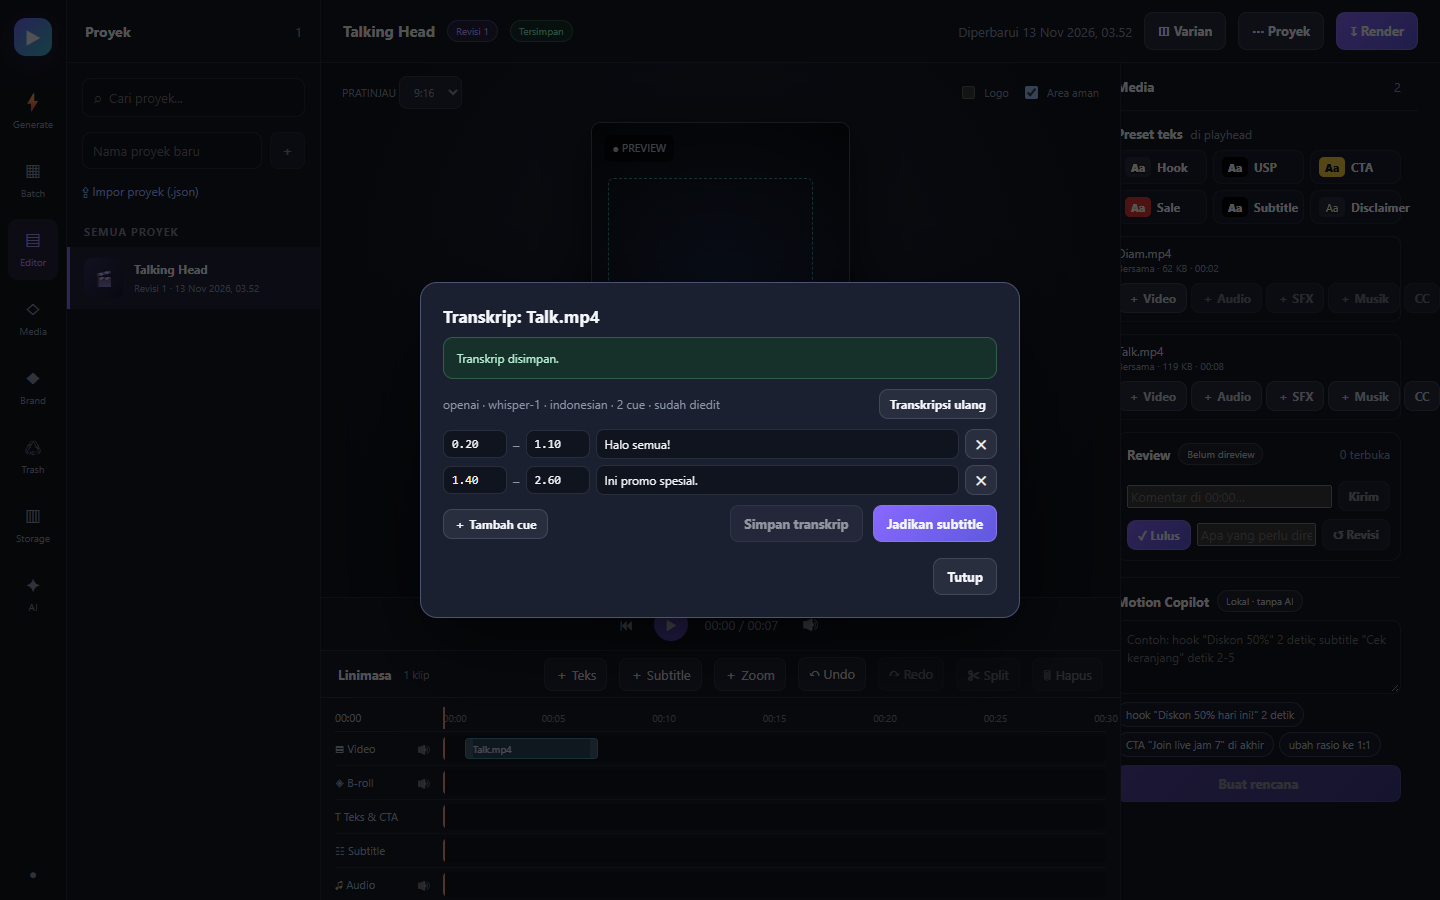 Proyek
1
Talking Head
Revisi 1
Tersimpan
Diperbarui 13 Nov 2026, 03.52
Varian
Proyek
Render
Generate
Batch
Editor
Media
Brand
Trash
Storage
AI
Cari proyek...
Nama proyek baru
+
Impor proyek (.json)
SEMUA PROYEK
Talking Head
Revisi 1 · 13 Nov 2026, 03.52
PRATINJAU
9:16
Logo
Area aman
● PREVIEW
Transkrip: Talk.mp4
Transkrip disimpan.
openai · whisper-1 · indonesian · 2 cue · sudah diedit
Transkripsi ulang
0.20 – 1.10 Halo semua! ✕
1.40 – 2.60 Ini promo spesial. ✕
+ Tambah cue
Simpan transkrip
Jadikan subtitle
Tutup
00:00 / 00:07
Linimasa
1 klip
+ Teks
+ Subtitle
+ Zoom
Undo
Redo
Split
Hapus
00:00
00:00 00:05 00:10 00:15 00:20 00:25 00:30
Video
Talk.mp4
B-roll
T Teks & CTA
Subtitle
Audio
Media
2
Preset teks di playhead
Aa Hook
Aa USP
Aa CTA
Aa Sale
Aa Subtitle
Aa Disclaimer
Diam.mp4
Bersama · 62 KB · 00:02
+ Video
+ Audio
+ SFX
+ Musik
CC
Talk.mp4
Bersama · 119 KB · 00:08
+ Video
+ Audio
+ SFX
+ Musik
CC
Review
Belum direview
0 terbuka
Komentar di 00:00...
Kirim
✓ Lulus
Apa yang perlu dire
Revisi
Motion Copilot
Lokal · tanpa AI
Contoh: hook "Diskon 50%" 2 detik; subtitle "Cek
keranjang" detik 2-5
hook "Diskon 50% hari ini!" 2 detik
CTA "Join live jam 7" di akhir
ubah rasio ke 1:1
Buat rencana